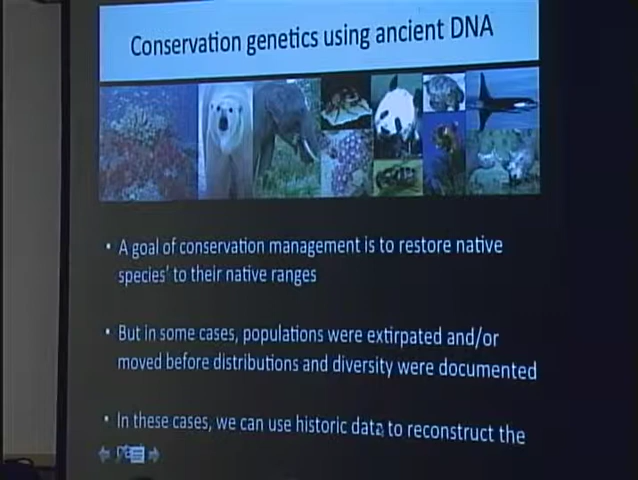 Conservation genetics using ancient DNA
• A goal of conservation management is to restore native
species' to their native ranges
• But in some cases, populations were extirpated and/or
moved before distributions and diversity were documented
• In these cases, we can use historic data to reconstruct the